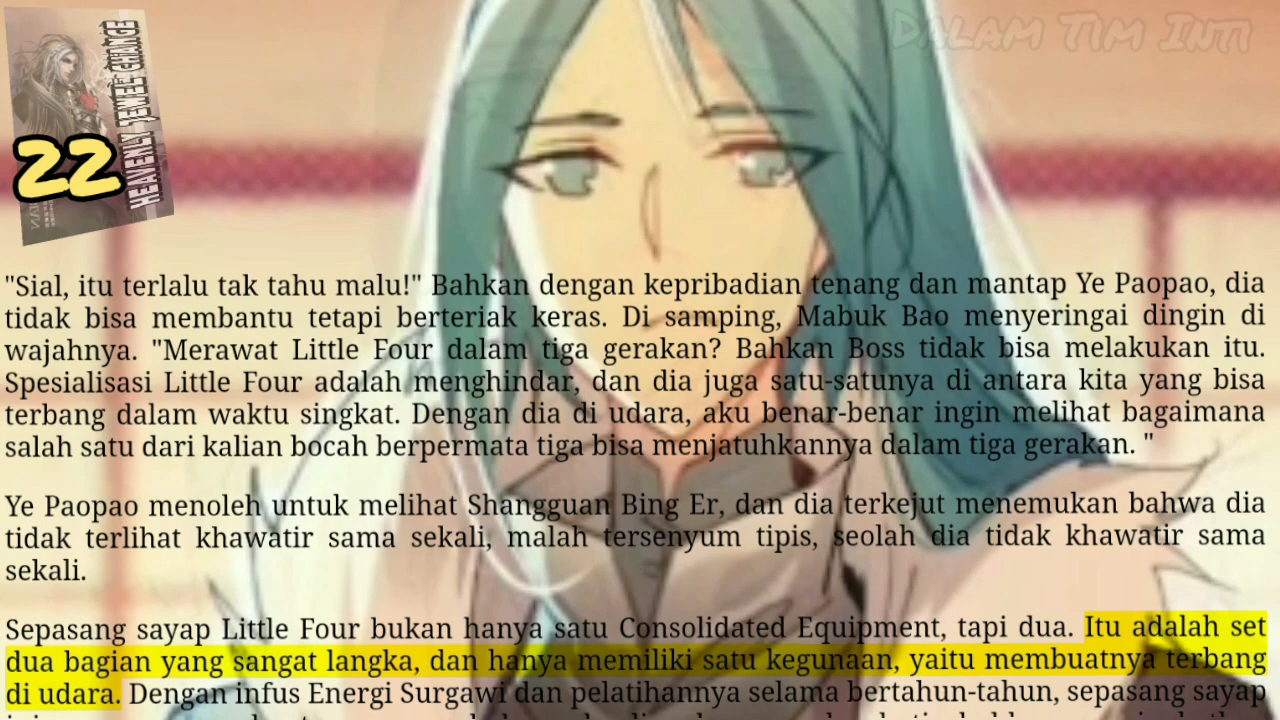 Dalam Tim Inti
HEAVENLY JEWEL CHANGE
22
"Sial, itu terlalu tak tahu malu!" Bahkan dengan kepribadian tenang dan mantap Ye Paopao, dia
tidak bisa membantu tetapi berteriak keras. Di samping, Mabuk Bao menyeringai dingin di
wajahnya. "Merawat Little Four dalam tiga gerakan? Bahkan Boss tidak bisa melakukan itu.
Spesialisasi Little Four adalah menghindar, dan dia juga satu-satunya di antara kita yang bisa
terbang dalam waktu singkat. Dengan dia di udara, aku benar-benar ingin melihat bagaimana
salah satu dari kalian bocah berpermata tiga bisa menjatuhkannya dalam tiga gerakan. "
Ye Paopao menoleh untuk melihat Shangguan Bing Er, dan dia terkejut menemukan bahwa dia
tidak terlihat khawatir sama sekali, malah tersenyum tipis, seolah dia tidak khawatir sama
sekali.
Sepasang sayap Little Four bukan hanya satu Consolidated Equipment, tapi dua. Itu adalah set
dua bagian yang sangat langka, dan hanya memiliki satu kegunaan, yaitu membuatnya terbang
di udara. Dengan infus Energi Surgawi dan pelatihannya selama bertahun-tahun, sepasang sayap